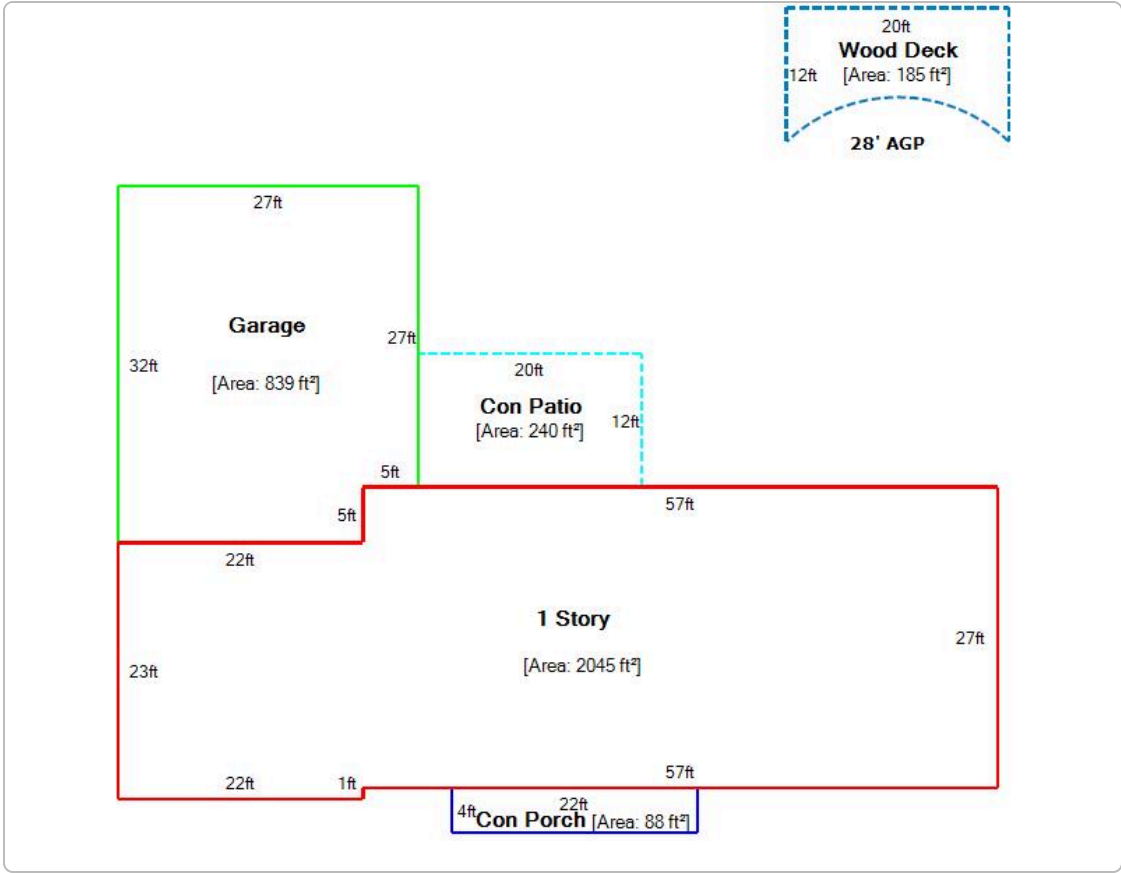 20ft
Wood Deck
12ft [Area: 185 ft²]
28' AGP
27ft
Garage
27ft
32ft
[Area: 839 ft²]
20ft
Con Patio
12ft
[Area: 240 ft²]
5ft
57ft
5ft
22ft
1 Story
27ft
23ft
[Area: 2045 ft²]
57ft
22ft
1ft
22ft
4ft
Con Porch [Area: 88 ft²]